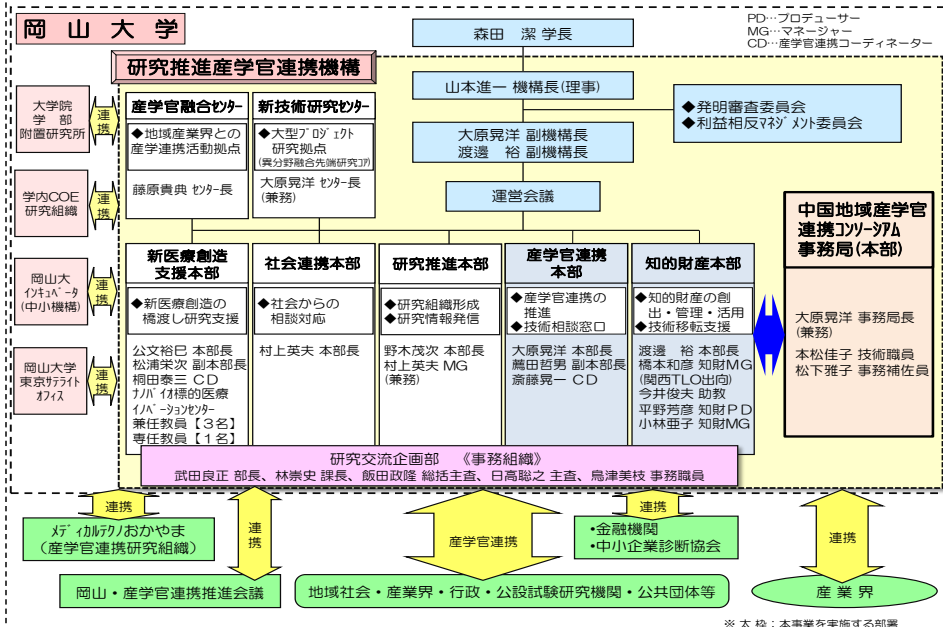 岡山大学
PD…プロデューサー
MG…マネージャー
CD…産学官連携コーディネーター
森田 潔 学長
研究推進産学官連携機構
山本進一 機構長(理事)
◆発明審査委員会
◆利益相反マネジメント委員会
大原晃洋 副機構長
渡邊 裕 副機構長
運営会議
大学院
学 部
附置研究所
連携
学内COE
研究組織
連携
岡山大
インキュベータ
(中小機構)
連携
岡山大学
東京サテライト
オフィス
連携
産学官融合センター
◆地域産業界との
産学連携活動拠点
藤原貴典 センター長
新技術研究センター
◆大型プロジェクト
研究拠点
(異分野融合先端研究コア)
大原晃洋 センター長
(兼務)
新医療創造
支援本部
◆新医療創造の
橋渡し研究支援
公文裕巳 本部長
松浦栄次 副本部長
桐田泰三 CD
ナノバイオ標的医療
イノベーションセンター
兼任教員【3名】
専任教員【1名】
社会連携本部
◆社会からの
相談対応
村上英夫 本部長
研究推進本部
◆研究組織形成
◆研究情報発信
野木茂次 本部長
村上英夫 MG
(兼務)
産学官連携
本部
◆産学官連携の
推進
◆技術相談窓口
大原晃洋 本部長
薦田哲男 副本部長
斎藤晃一 CD
知的財産本部
◆知的財産の創
出・管理・活用
◆技術移転支援
渡邊 裕 本部長
橋本和彦 知財MG
(関西TLO出向)
今井俊夫 助教
平野芳彦 知財PD
小林亜子 知財MG
中国地域産学官
連携コンソーシアム
事務局(本部)
大原晃洋 事務局長
(兼務)
本松佳子 技術職員
松下雅子 事務補佐員
研究交流企画部 《事務組織》
武田良正 部長、林崇史 課長、飯田政隆 総括主査、日高聡之 主査、鳥津美枝 事務職員
連携
メディカルテクノおかやま
(産学官連携研究組織)
連携
岡山・産学官連携推進会議
産学官連携
地域社会・産業界・行政・公設試験研究機関・公共団体等
連携
•金融機関
•中小企業診断協会
連携
産業界
※ 太 枠：本事業を実施する部署